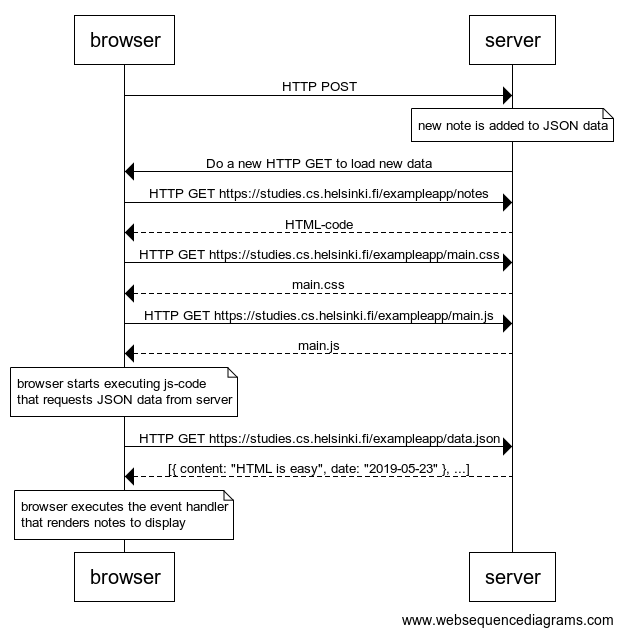 browser
server
HTTP POST
new note is added to JSON data
Do a new HTTP GET to load new data
HTTP GET https://studies.cs.helsinki.fi/exampleapp/notes
HTML-code
HTTP GET https://studies.cs.helsinki.fi/exampleapp/main.css
main.css
HTTP GET https://studies.cs.helsinki.fi/exampleapp/main.js
main.js
browser starts executing js-code
that requests JSON data from server
HTTP GET https://studies.cs.helsinki.fi/exampleapp/data.json
[{ content: "HTML is easy", date: "2019-05-23" }, ...]
browser executes the event handler
that renders notes to display
browser
server
www.websequencediagrams.com